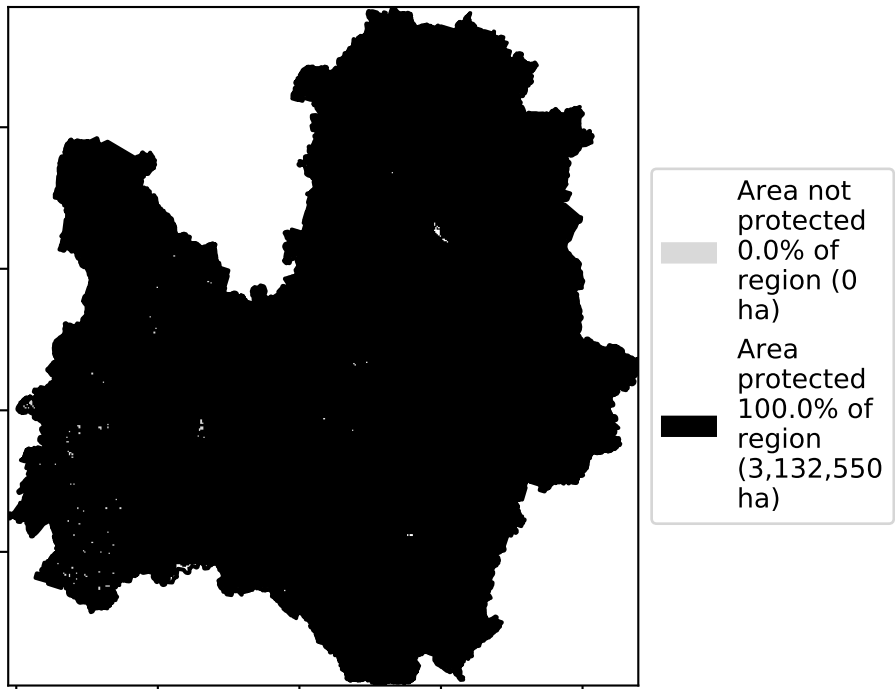 Area not
protected
0.0% of
region (0
ha)
Area
protected
100.0% of
region
(3,132,550
ha)